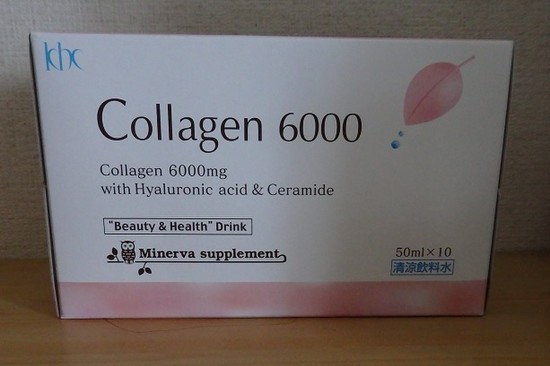 khc
Collagen 6000
Collagen 6000mg
with Hyaluronic acid & Ceramide
"Beauty & Health" Drink
Minerva supplement
50ml×10
清涼飲料水